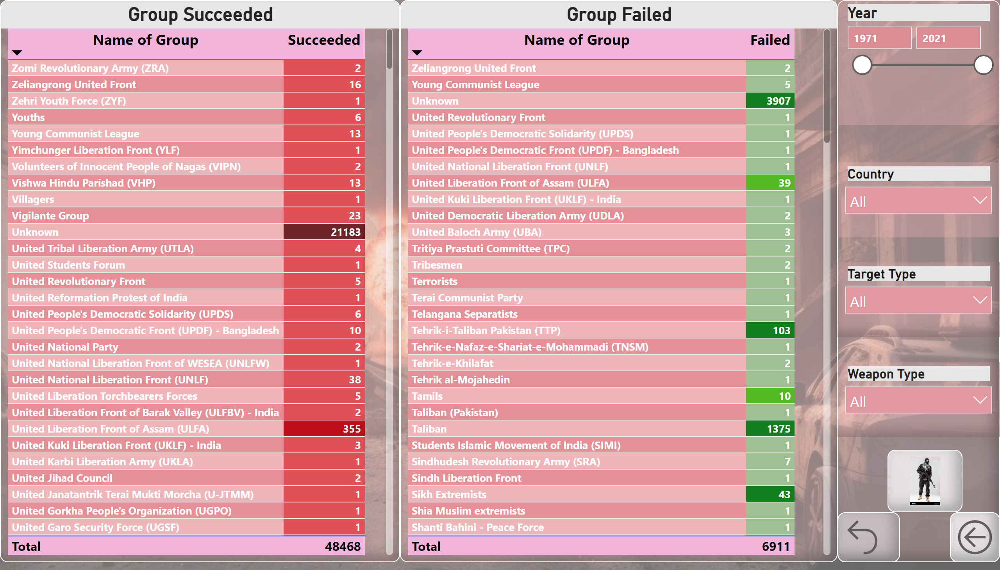 Group Succeeded
Name of Group Succeeded
Zomi Revolutionary Army (ZRA) 2
Zeliangrong United Front 16
Zehri Youth Force (ZYF) 1
Youths 6
Young Communist League 13
Yimchunger Liberation Front (YLF) 1
Volunteers of Innocent People of Nagas (VIPN) 2
Vishwa Hindu Parishad (VHP) 13
Villagers 1
Vigilante Group 23
Unknown 21183
United Tribal Liberation Army (UTLA) 4
United Students Forum 1
United Revolutionary Front 5
United Reformation Protest of India 1
United People's Democratic Solidarity (UPDS) 6
United People's Democratic Front (UPDF) - Bangladesh 10
United National Party 2
United National Liberation Front of WESEA (UNLFW) 1
United National Liberation Front (UNLF) 38
United Liberation Torchbearers Forces 5
United Liberation Front of Barak Valley (ULFBV) - India 2
United Liberation Front of Assam (ULFA) 355
United Kuki Liberation Front (UKLF) - India 3
United Karbi Liberation Army (UKLA) 1
United Jihad Council 2
United Janatantrik Terai Mukti Morcha (U-JTMM) 1
United Gorkha People's Organization (UGPO) 1
United Garo Security Force (UGSF) 1
Total 48468
Group Failed
Name of Group Failed
Zeliangrong United Front 2
Young Communist League 5
Unknown 3907
United Revolutionary Front 1
United People's Democratic Solidarity (UPDS) 1
United People's Democratic Front (UPDF) - Bangladesh 1
United National Liberation Front (UNLF) 1
United Liberation Front of Assam (ULFA) 39
United Kuki Liberation Front (UKLF) - India 1
United Democratic Liberation Army (UDLA) 2
United Baloch Army (UBA) 3
Tritiya Prastuti Committee (TPC) 2
Tribesmen 2
Terrorists 1
Terai Communist Party 1
Telangana Separatists 1
Tehrik-i-Taliban Pakistan (TTP) 103
Tehrik-e-Nafaz-e-Shariat-e-Mohammadi (TNSM) 1
Tehrik-e-Khilafat 2
Tehrik al-Mojahedin 1
Tamils 10
Taliban (Pakistan) 1
Taliban 1375
Students Islamic Movement of India (SIMI) 1
Sindhudesh Revolutionary Army (SRA) 7
Sindh Liberation Front 1
Sikh Extremists 43
Shia Muslim extremists 1
Shanti Bahini - Peace Force 1
Total 6911
Year
1971 2021
Country
All
Target Type
All
Weapon Type
All